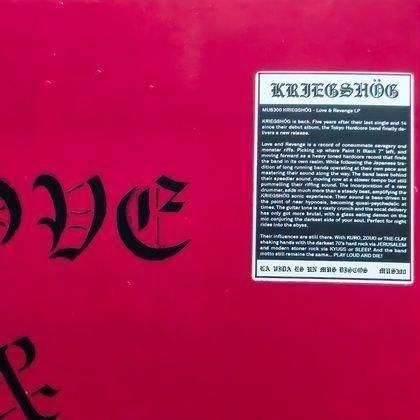 OVE
&
KRIEGSHÖG
MUS300 KRIEGSHÖG - Love & Revenge LP
KRIEGSHÖG is back. Five years after their last single and 14
since their debut album, the Tokyo Hardcore band finally de-
livers a new release.
Love and Revenge is a record of consummate savagery and
monster riffs. Picking up where Paint It Black 7" left, and
moving forward as a heavy toned hardcore record that finds
the band in its own realm. While following the Japanese tra-
dition of long running bands operating at their own pace and
mastering their sound along the way. The band leave behind
their speedier sound, moving now at a slower tempo but still
pummeling their riffing sound. The incorporation of a new
drummer, adds much more than a steady beat, amplifying the
KRIEGSHÖG sonic experience. Their sound is bass-driven to
the point of near hypnosis, becoming quasi-psychedelic at
times. The guitar tone is a nasty crunch and the vocal delivery
has only got more brutal, with a glass eating demon on the
mic conjuring the darkest side of your soul. Perfect for night
rides into the abyss.
Their influences are still there. With KURO, ZOUO or THE CLAY
shaking hands with the darkest 70's hard rock via JERUSALEM
and modern stoner rock via KYUSS or SLEEP. And the band
motto still remains the same... PLAY LOUD AND DIE!
LA VIDA ES UN MUS DISCOS MUS300